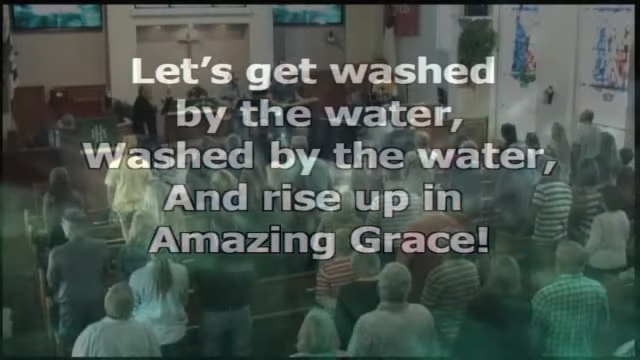 Let's get washed
by the water,
Washed by the water,
And rise up in
Amazing Grace!